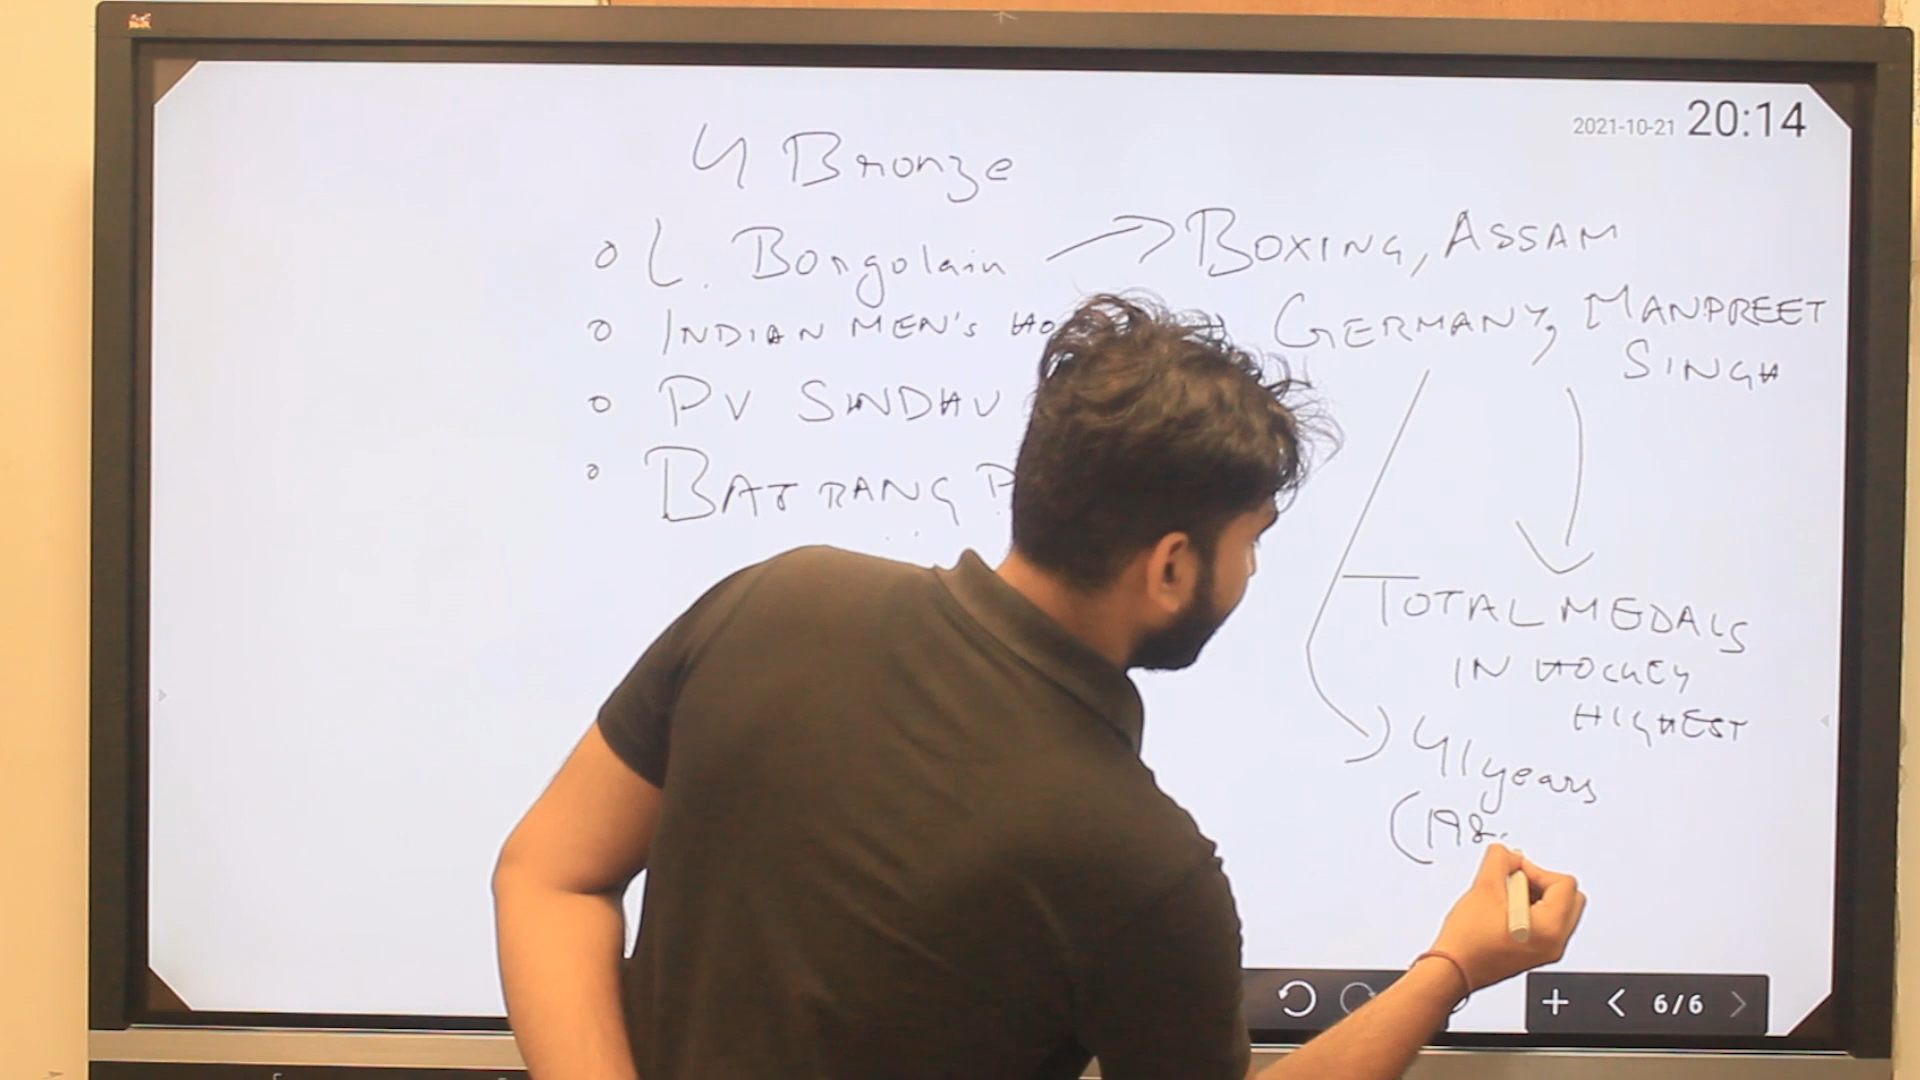 2021-10-21 20:14
4 Bronze
L. Borgolain → BOXING, ASSAM
INDIAN MEN'S GERMANY, MANPREET
SINGH
PV SINDHU
BAJRANG
TOTAL MEDALS
IN HOCKEY
HIGHEST
41 years
(198
6/6